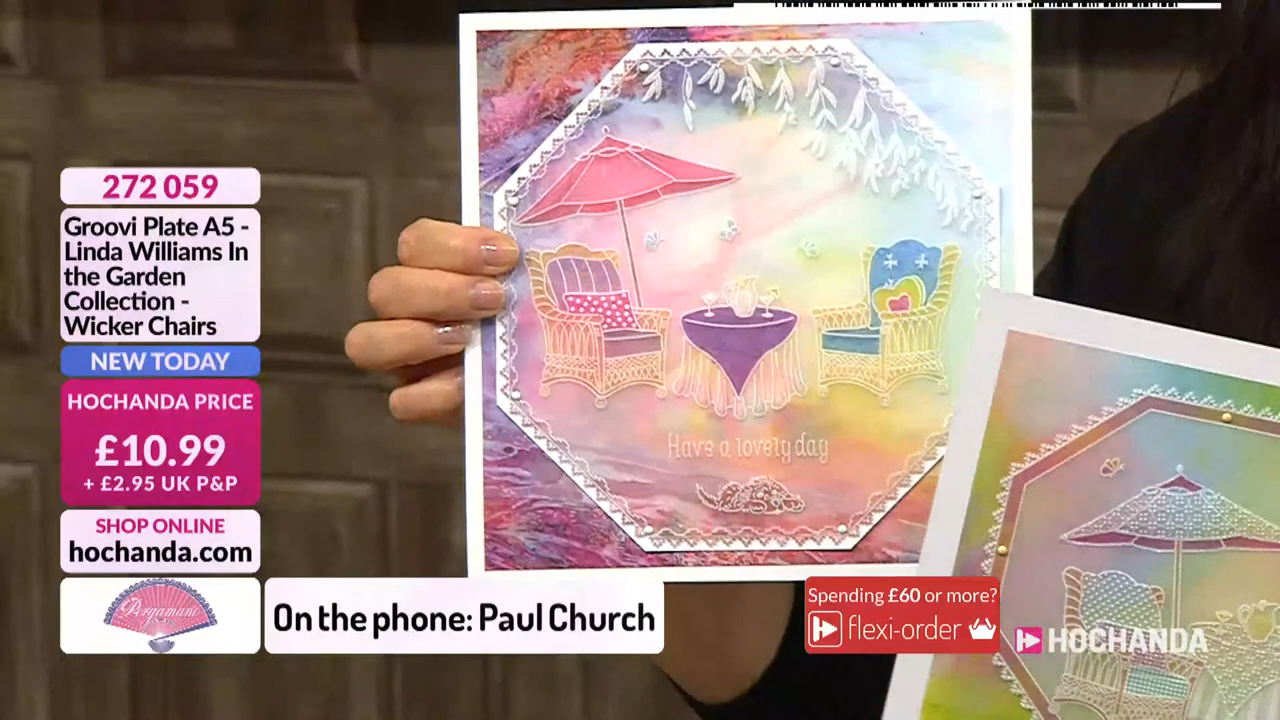 272 059
Groovi Plate A5 -
Linda Williams In
the Garden
Collection -
Wicker Chairs
NEW TODAY
HOCHANDA PRICE
£10.99
+ £2.95 UK P&P
SHOP ONLINE
hochanda.com
Pergamano
On the phone: Paul Church
Have a lovely day
Spending £60 or more?
flexi-order
HOCHANDA